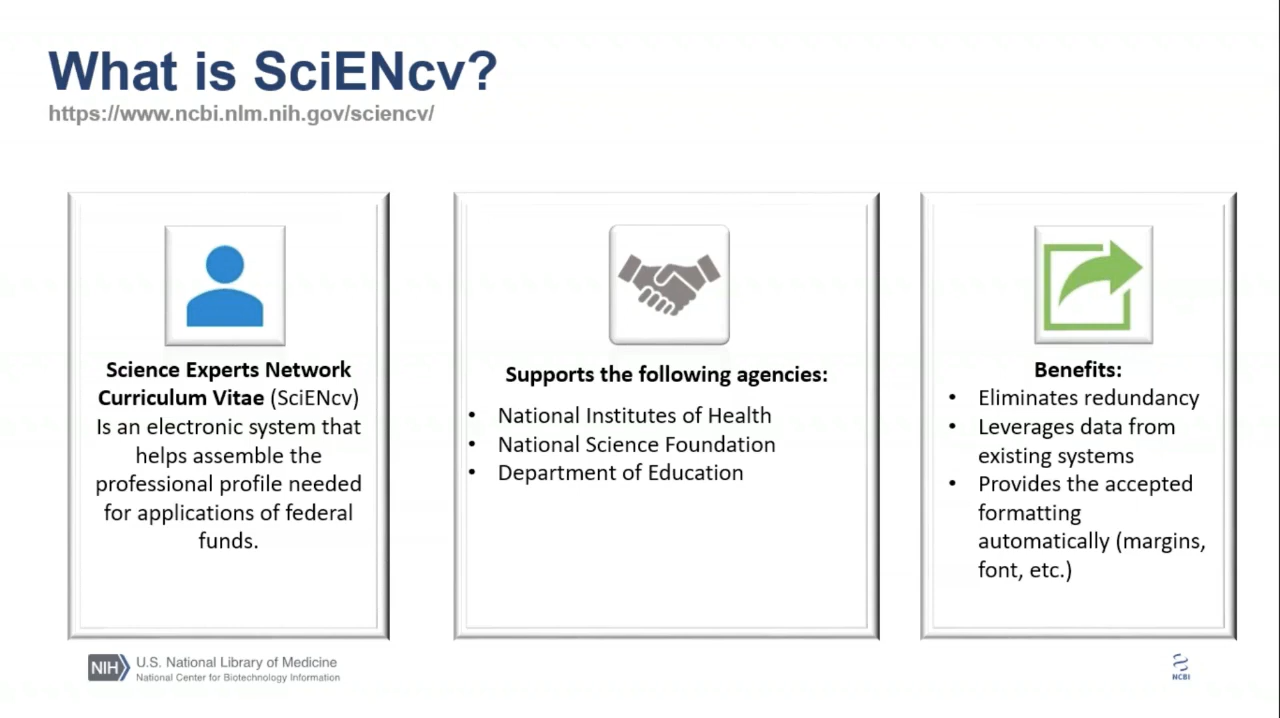 What is SciENcv?
https://www.ncbi.nlm.nih.gov/sciencv/
Science Experts Network
Curriculum Vitae (SciENcv)
Is an electronic system that
helps assemble the
professional profile needed
for applications of federal
funds.
Supports the following agencies:
• National Institutes of Health
• National Science Foundation
• Department of Education
Benefits:
• Eliminates redundancy
• Leverages data from
existing systems
• Provides the accepted
formatting
automatically (margins,
font, etc.)
NIH
U.S. National Library of Medicine
National Center for Biotechnology Information
NCBI